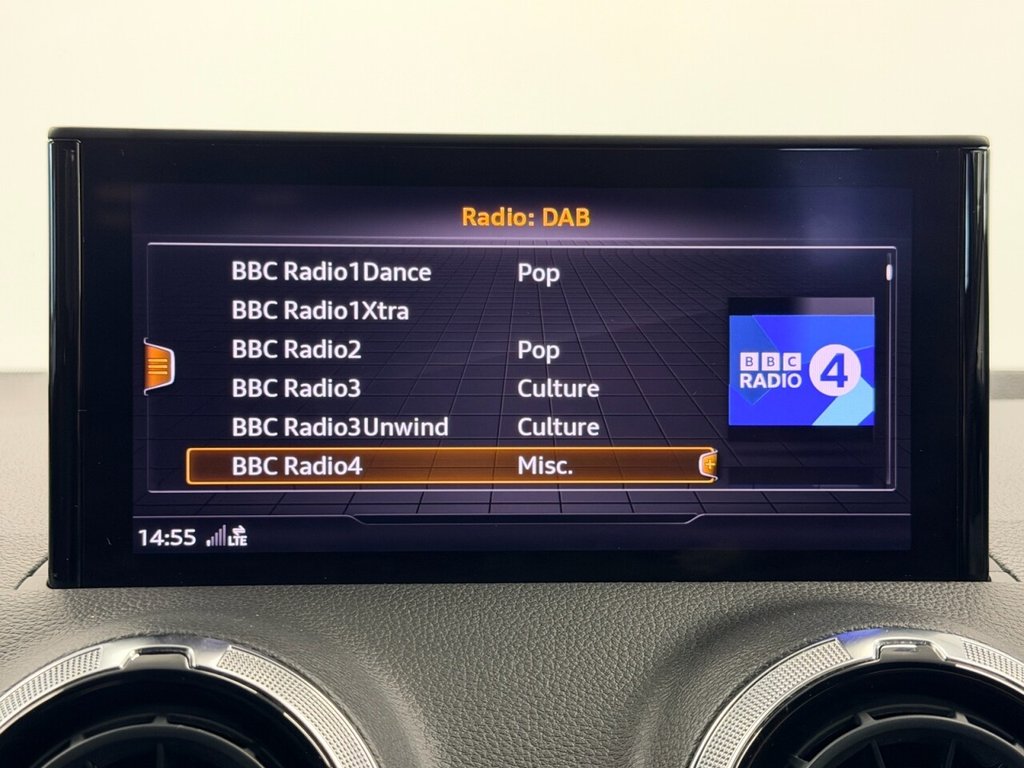 Radio: DAB
BBC Radio1Dance Pop
BBC Radio1Xtra
BBC Radio2 Pop
BBC Radio3 Culture
BBC Radio3Unwind Culture
BBC Radio4 Misc.
BBC
RADIO 4
14:55 LTE